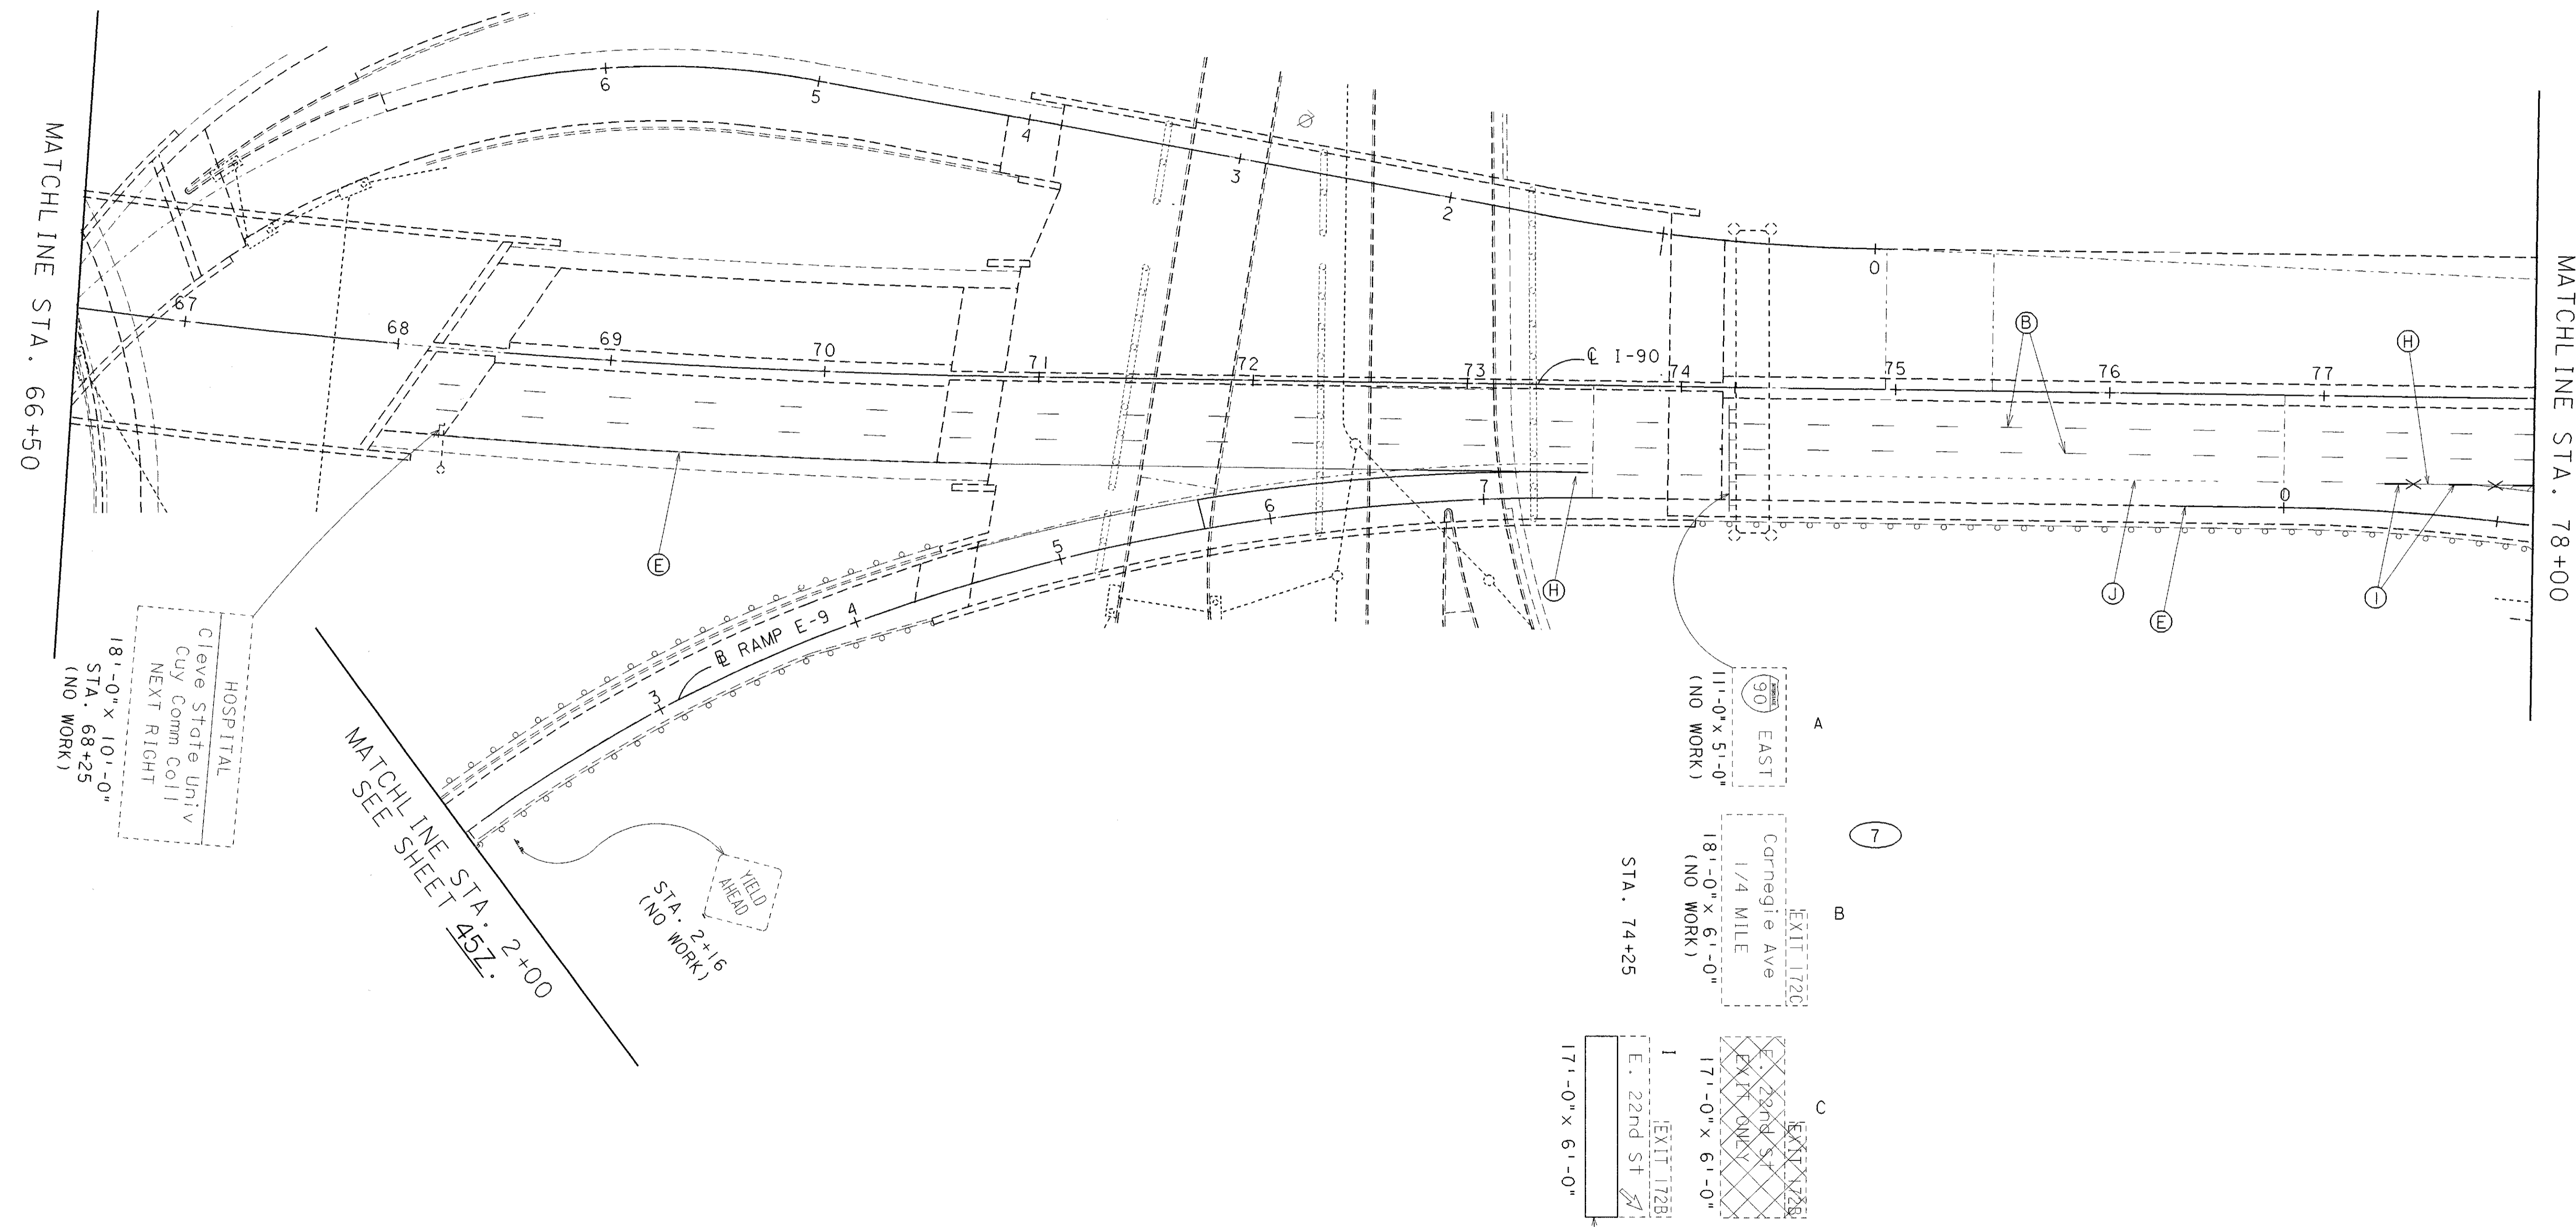 MATCHLINE STA. 66+50
6
5
4
3
2
1
0
67
68
69
70
71
72
73
74
75
76
77
℄ I-90
B
H
MATCHLINE STA. 78+00
7
6
5
4
3
0
E
H
J
E
I
BL RAMP E-9
HOSPITAL
Cleve State Univ
Cuy Comm Coll
NEXT RIGHT
18'-0"x 10'-0"
STA. 68+25
(NO WORK)
MATCHLINE STA. 2+00
SEE SHEET 45Z.
YIELD
AHEAD
STA. 2+16
(NO WORK)
A
90 EAST
11'-0"x 5'-0"
(NO WORK)
7
B
EXIT 172C
Carnegie Ave
1/4 MILE
18'-0"x 6'-0"
(NO WORK)
STA. 74+25
C
EXIT 172B
E. 22nd St
EXIT ONLY
17'-0"x 6'-0"
I
EXIT 172B
E. 22nd St
17'-0"x 6'-0"